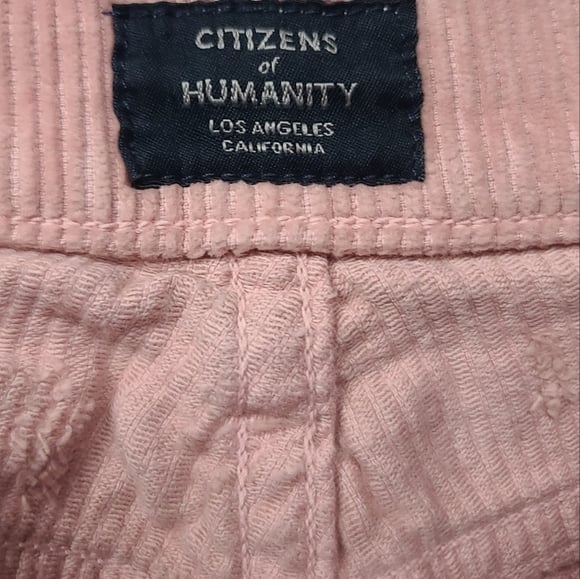 CITIZENS
of
HUMANITY
LOS ANGELES
CALIFORNIA